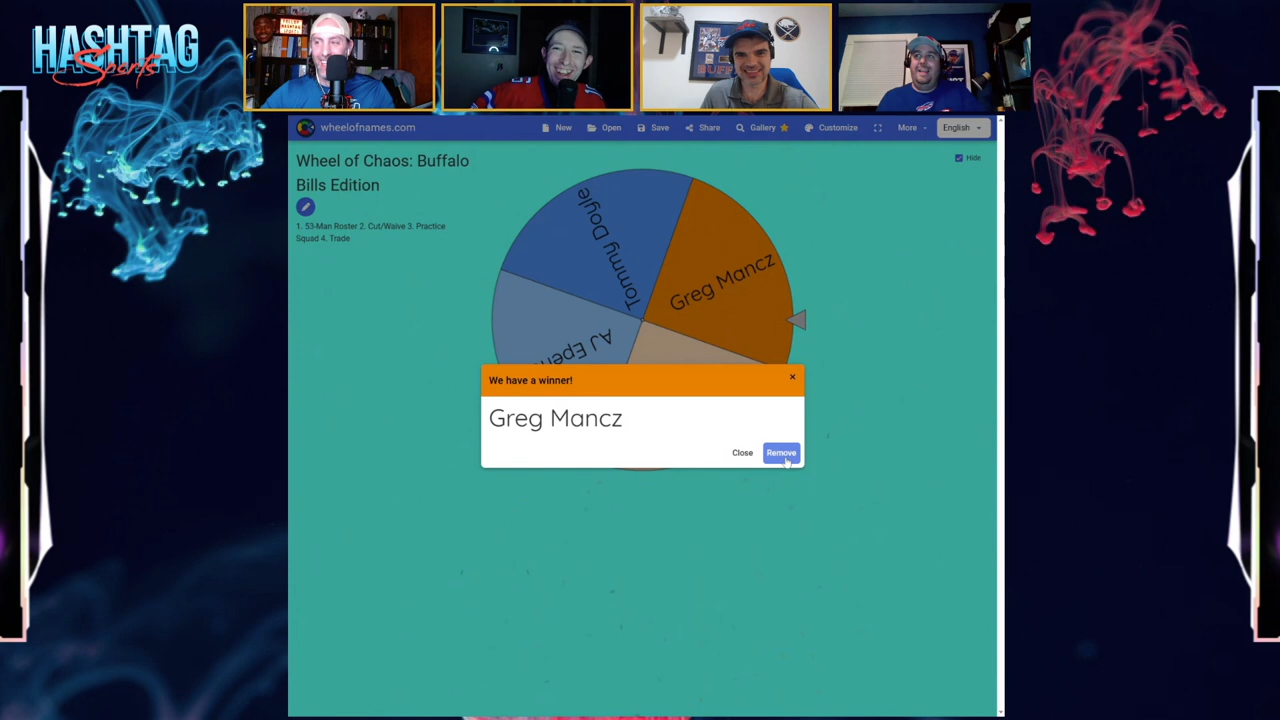 HASHTAG
Sports
wheelofnames.com
New
Open
Save
Share
Gallery
Customize
More
English
Wheel of Chaos: Buffalo
Bills Edition
1. 53-Man Roster 2. Cut/Waive 3. Practice
Squad 4. Trade
Hide
Tommy Doyle
Greg Mancz
AJ Epen
We have a winner!
×
Greg Mancz
Close
Remove